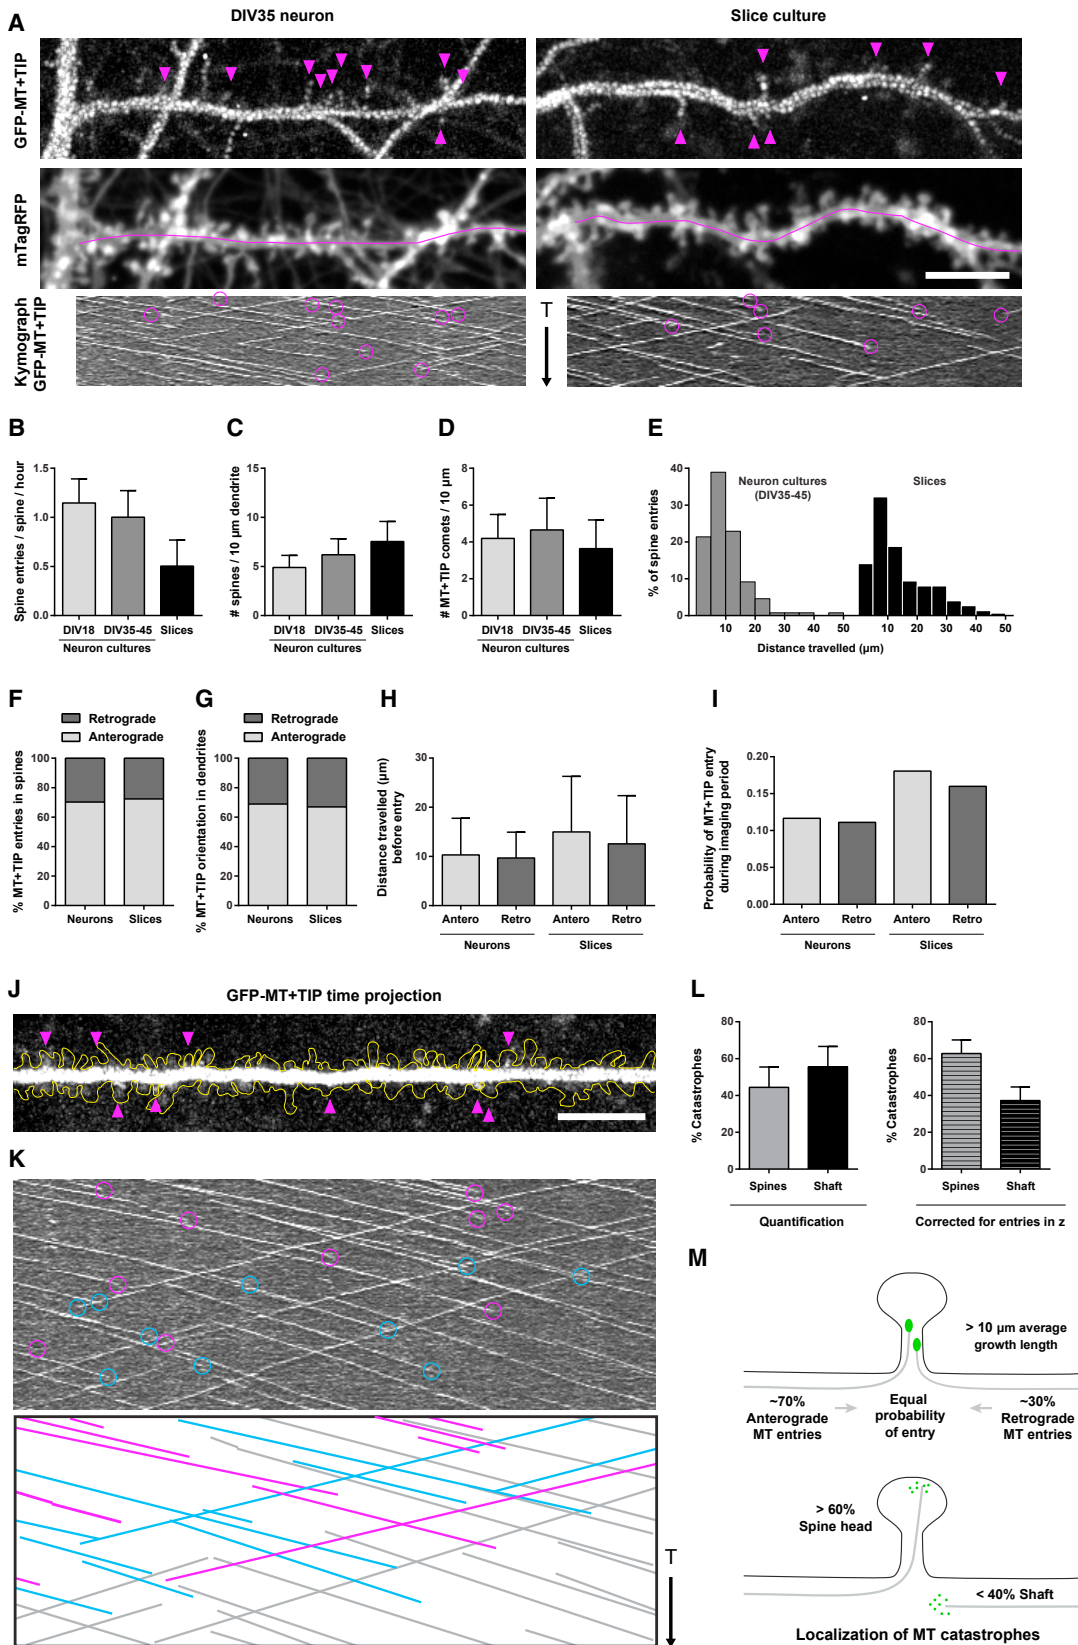 A
DIV35 neuron
Slice culture
GFP-MT+TIP
mTagRFP
Kymograph
GFP-MT+TIP
T
B
Spine entries / spine / hour
1.5
1.0
0.5
0.0
DIV18 DIV35-45 Slices
Neuron cultures
C
# spines / 10 µm dendrite
15
10
5
0
DIV18 DIV35-45 Slices
Neuron cultures
D
# MT+TIP comets / 10 µm
8
6
4
2
0
DIV18 DIV35-45 Slices
Neuron cultures
E
% of spine entries
40
30
20
10
0
Neuron cultures
(DIV35-45)
Slices
10 20 30 40 50 10 20 30 40 50
Distance travelled (µm)
F
Retrograde
Anterograde
% MT+TIP entries in spines
100
80
60
40
20
0
Neurons Slices
G
Retrograde
Anterograde
% MT+TIP orientation in dendrites
100
80
60
40
20
0
Neurons Slices
H
Distance travelled (µm)
before entry
30
20
10
0
Antero Retro Antero Retro
Neurons Slices
I
Probability of MT+TIP entry
during imaging period
0.20
0.15
0.10
0.05
0.00
Antero Retro Antero Retro
Neurons Slices
J
GFP-MT+TIP time projection
K
T
L
% Catastrophes
80
60
40
20
0
Spines Shaft
Quantification
% Catastrophes
80
60
40
20
0
Spines Shaft
Corrected for entries in z
M
> 10 µm average
growth length
~70%
Anterograde
MT entries
Equal
probability
of entry
~30%
Retrograde
MT entries
> 60%
Spine head
< 40% Shaft
Localization of MT catastrophes